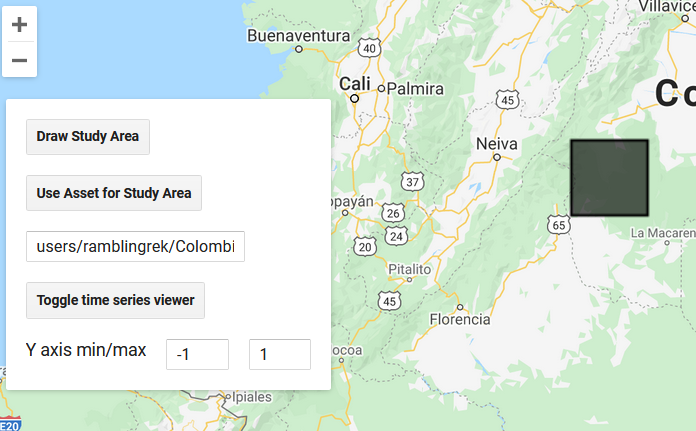 Villavice
Buenaventura
40
Cali
Palmira
Co
45
Draw Study Area
Neiva
Use Asset for Study Area
37
opayán
26
65
users/ramblingrek/Colombi
24
La Macaren
20
Pitalito
Toggle time series viewer
45
Florencia
Y axis min/max
-1
1
ocoa
Ipiales
E20